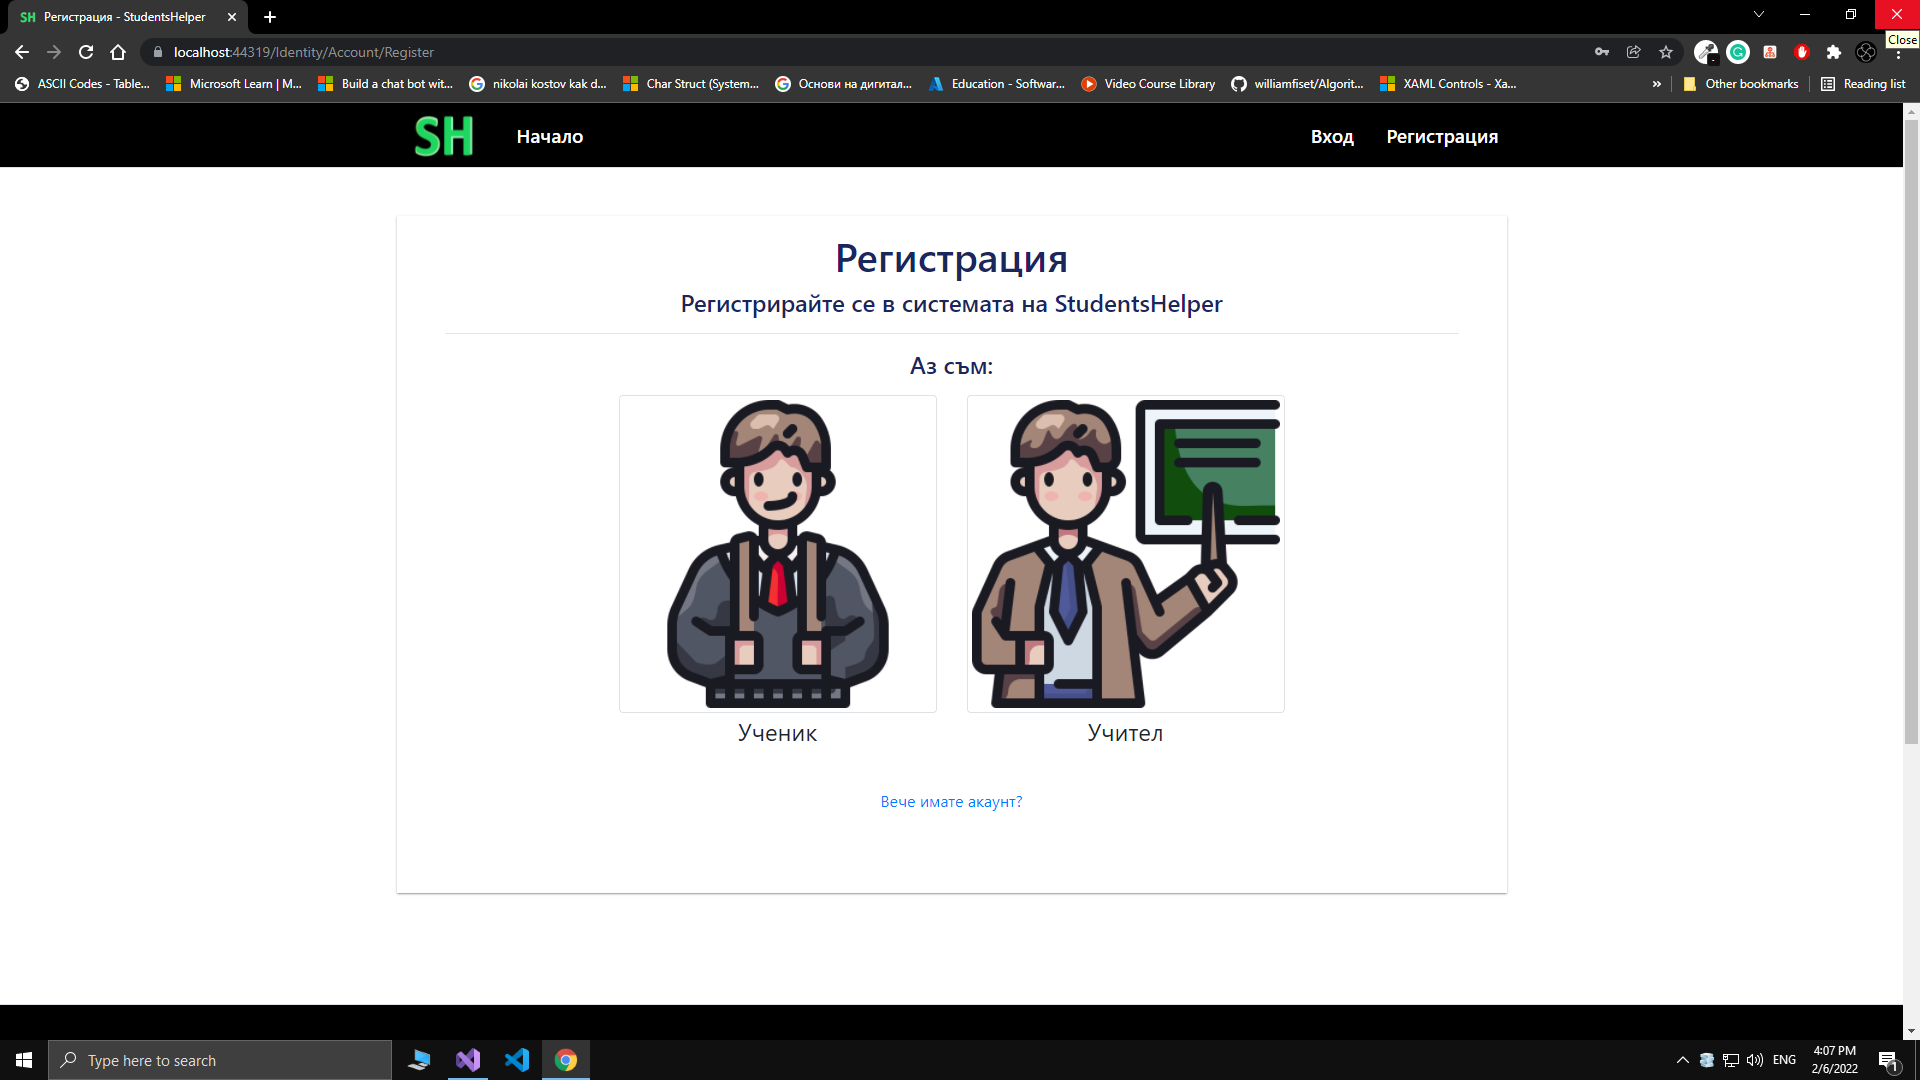 SH Регистрация - StudentsHelper
localhost:44319/Identity/Account/Register
Close
ASCII Codes - Table... Microsoft Learn | M... Build a chat bot wit... nikolai kostov kak d... Char Struct (System... Основи на дигитал... Education - Softwar... Video Course Library williamfiset/Algorit... XAML Controls - Xa... » Other bookmarks Reading list
SH Начало Вход Регистрация
Регистрация
Регистрирайте се в системата на StudentsHelper
Аз съм:
Ученик Учител
Вече имате акаунт?
Type here to search ENG 4:07 PM
2/6/2022
1